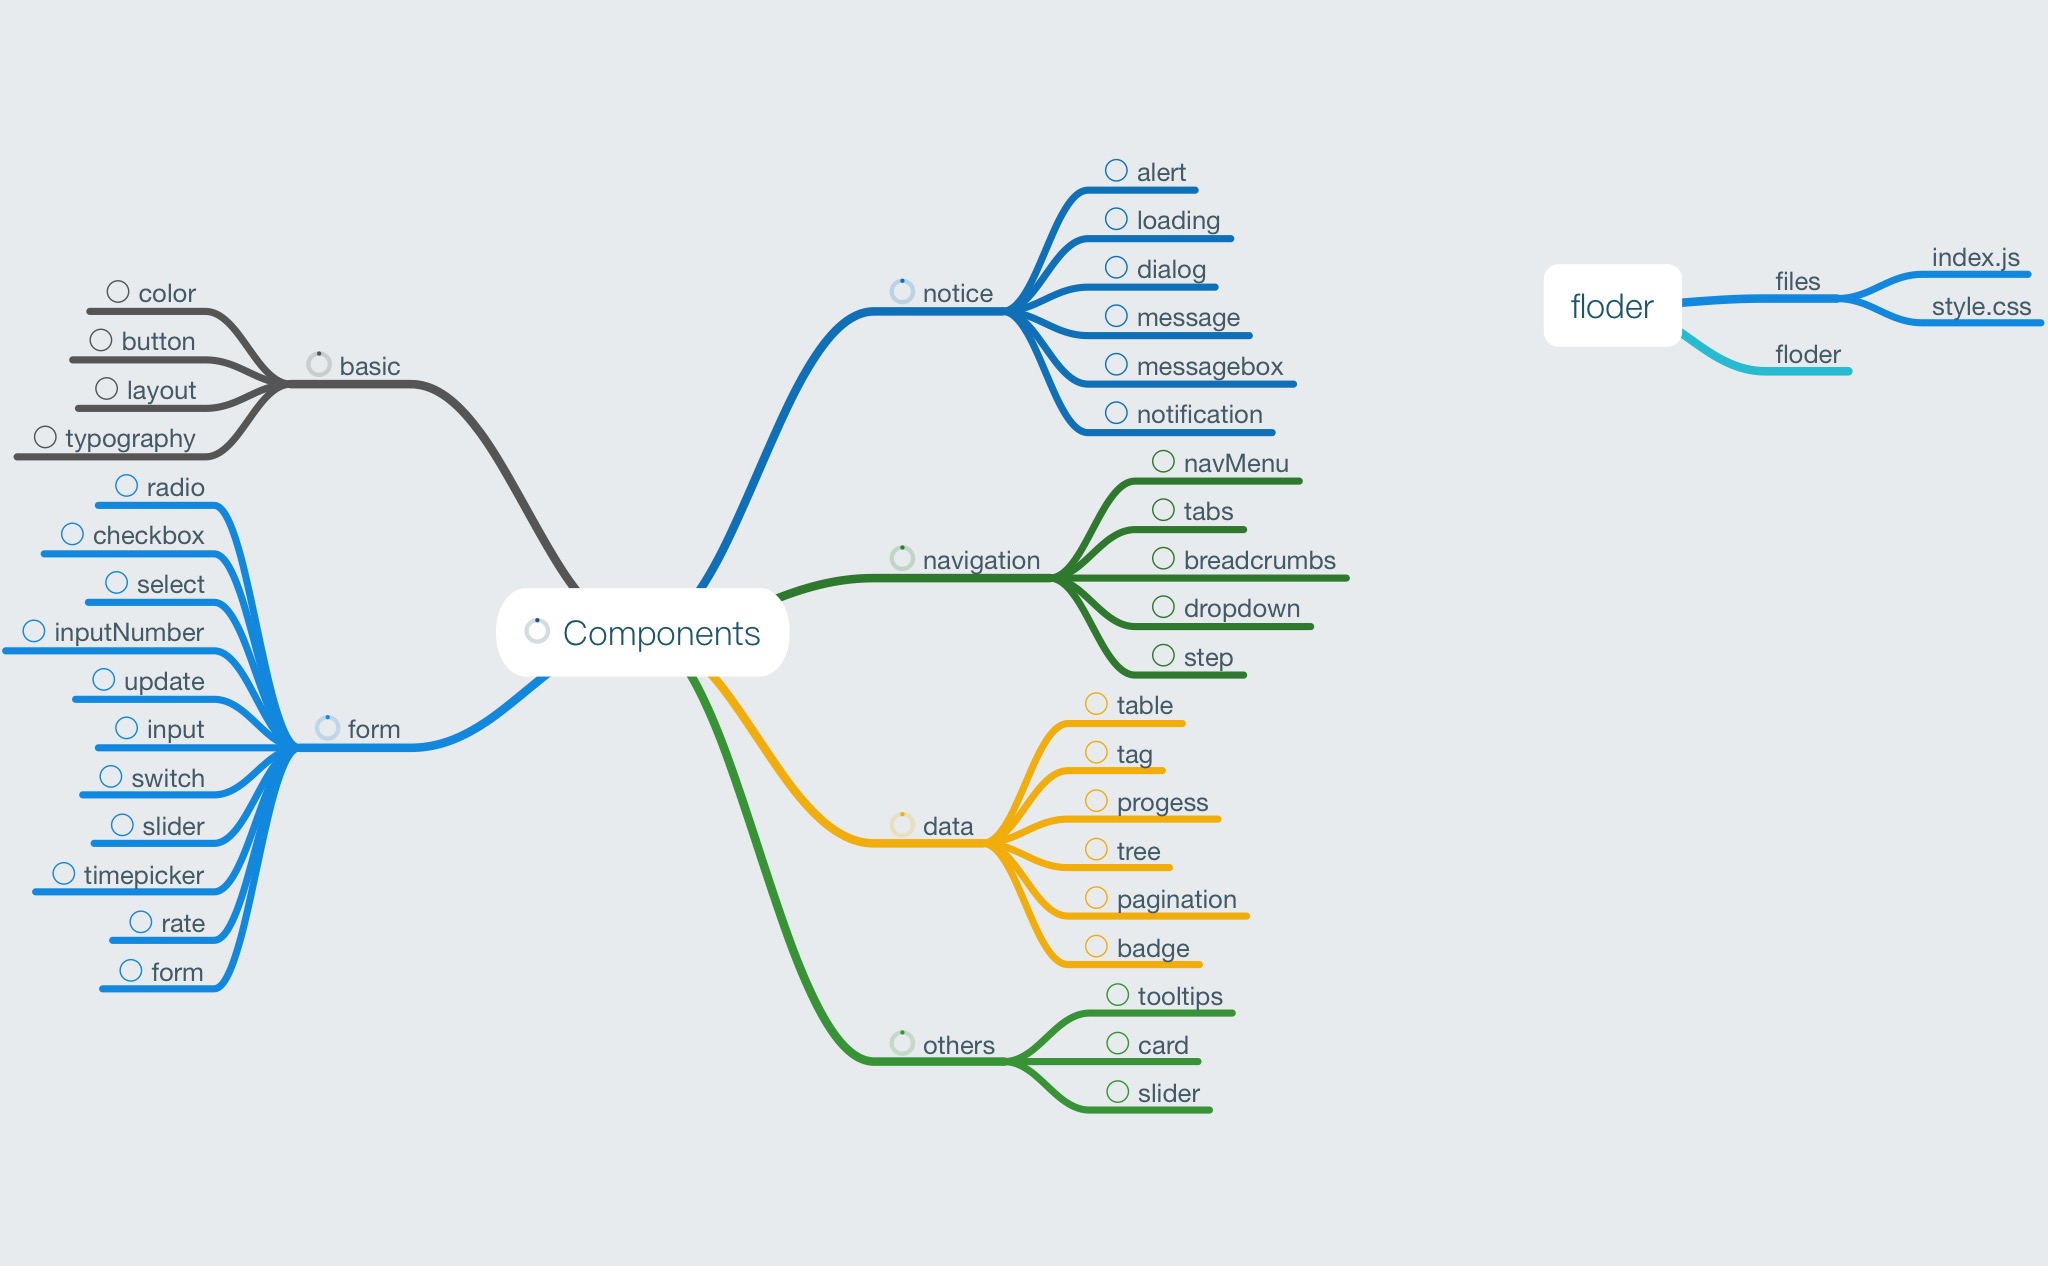 Components
basic
color
button
layout
typography
form
radio
checkbox
select
inputNumber
update
input
switch
slider
timepicker
rate
form
notice
alert
loading
dialog
message
messagebox
notification
navigation
navMenu
tabs
breadcrumbs
dropdown
step
data
table
tag
progess
tree
pagination
badge
others
tooltips
card
slider
floder
files
index.js
style.css
floder